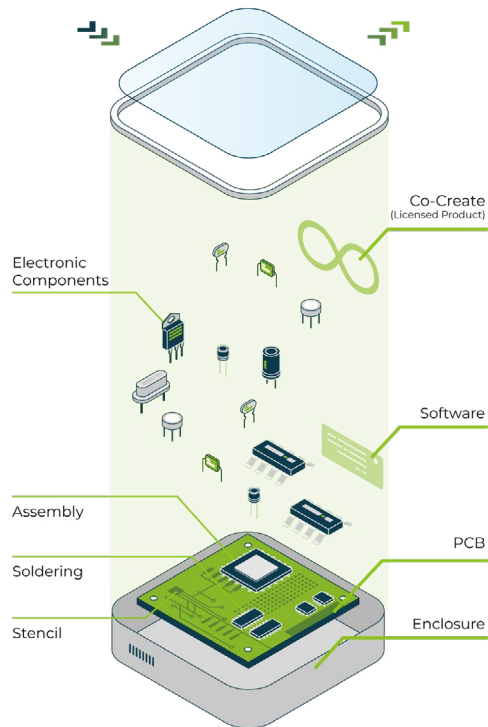 Co-Create
(Licensed Product)
Electronic
Components
Software
Assembly
PCB
Soldering
Enclosure
Stencil